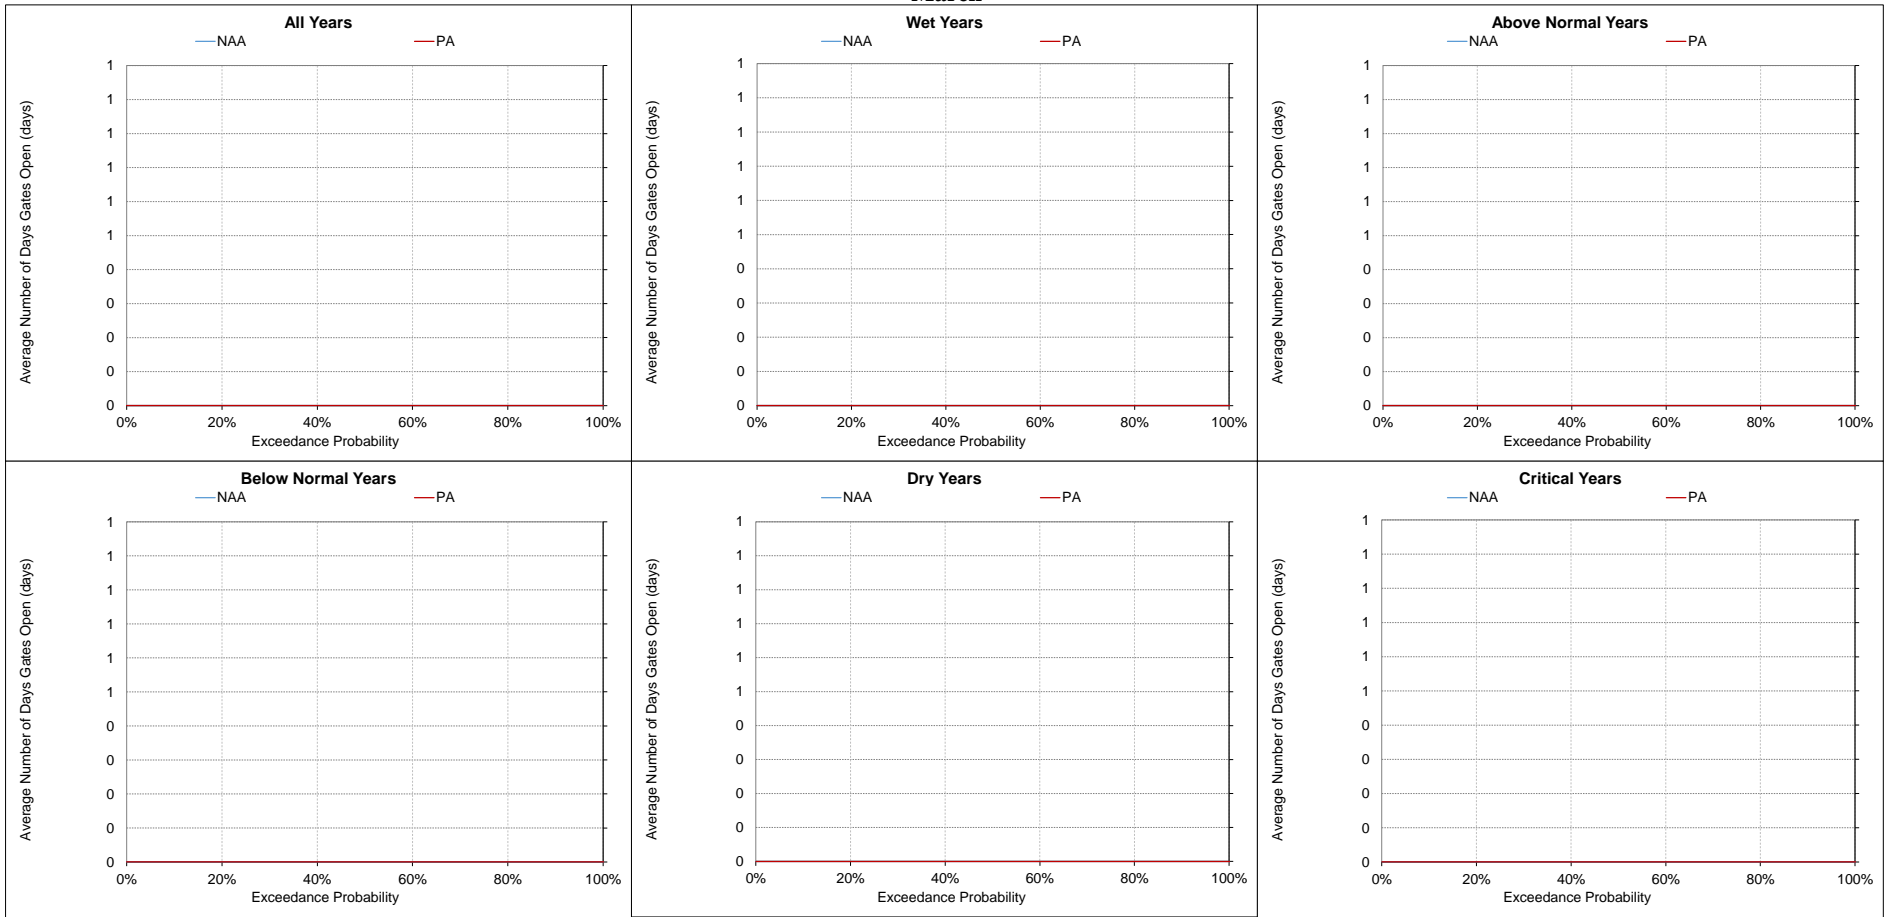 All Years
NAA PA
Average Number of Days Gates Open (days)
1
1
1
1
1
1
0
0
0
0
0
0% 20% 40% 60% 80% 100%
Exceedance Probability
Wet Years
NAA PA
Average Number of Days Gates Open (days)
1
1
1
1
1
1
0
0
0
0
0
0% 20% 40% 60% 80% 100%
Exceedance Probability
Above Normal Years
NAA PA
Average Number of Days Gates Open (days)
1
1
1
1
1
1
0
0
0
0
0
0% 20% 40% 60% 80% 100%
Exceedance Probability
Below Normal Years
NAA PA
Average Number of Days Gates Open (days)
1
1
1
1
1
1
0
0
0
0
0
0% 20% 40% 60% 80% 100%
Exceedance Probability
Dry Years
NAA PA
Average Number of Days Gates Open (days)
1
1
1
1
1
1
0
0
0
0
0
0% 20% 40% 60% 80% 100%
Exceedance Probability
Critical Years
NAA PA
Average Number of Days Gates Open (days)
1
1
1
1
1
1
0
0
0
0
0
0% 20% 40% 60% 80% 100%
Exceedance Probability